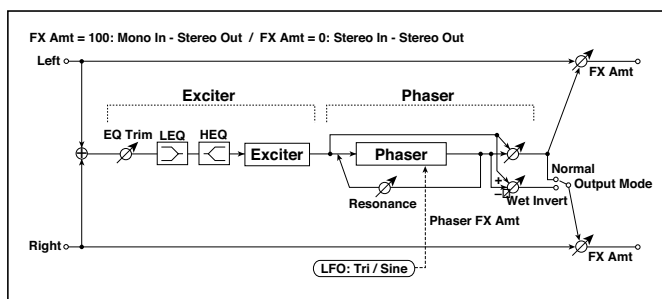 FX Amt = 100: Mono In - Stereo Out / FX Amt = 0: Stereo In - Stereo Out
Left
FX Amt
Exciter
Phaser
EQ Trim
LEQ
HEQ
Exciter
Phaser
Normal
Output Mode
+
−
Wet Invert
Resonance
Phaser FX Amt
Right
FX Amt
LFO: Tri / Sine